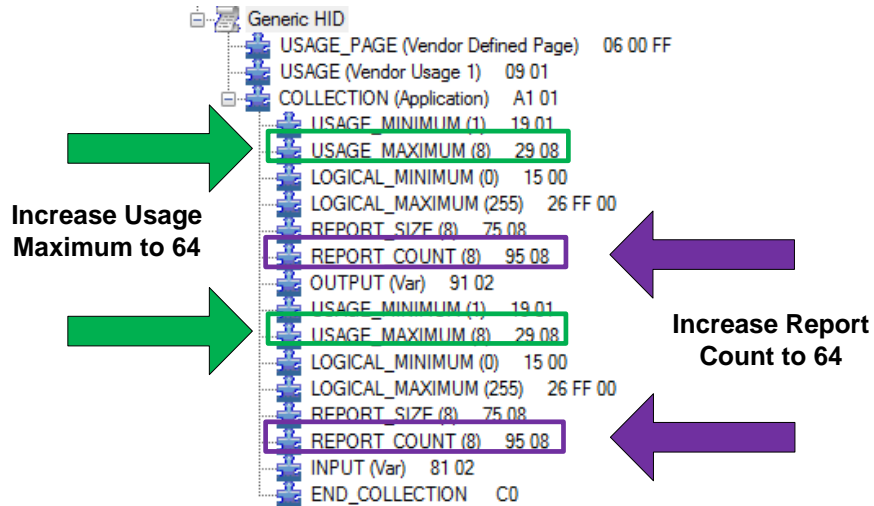 Generic HID
USAGE_PAGE (Vendor Defined Page) 06 00 FF
USAGE (Vendor Usage 1) 09 01
COLLECTION (Application) A1 01
USAGE_MINIMUM (1) 19 01
USAGE_MAXIMUM (8) 29 08
LOGICAL_MINIMUM (0) 15 00
LOGICAL_MAXIMUM (255) 26 FF 00
REPORT_SIZE (8) 75 08
REPORT_COUNT (8) 95 08
OUTPUT (Var) 91 02
USAGE_MINIMUM (1) 19 01
USAGE_MAXIMUM (8) 29 08
LOGICAL_MINIMUM (0) 15 00
LOGICAL_MAXIMUM (255) 26 FF 00
REPORT_SIZE (8) 75 08
REPORT_COUNT (8) 95 08
INPUT (Var) 81 02
END_COLLECTION C0
Increase Usage
Maximum to 64
Increase Report
Count to 64